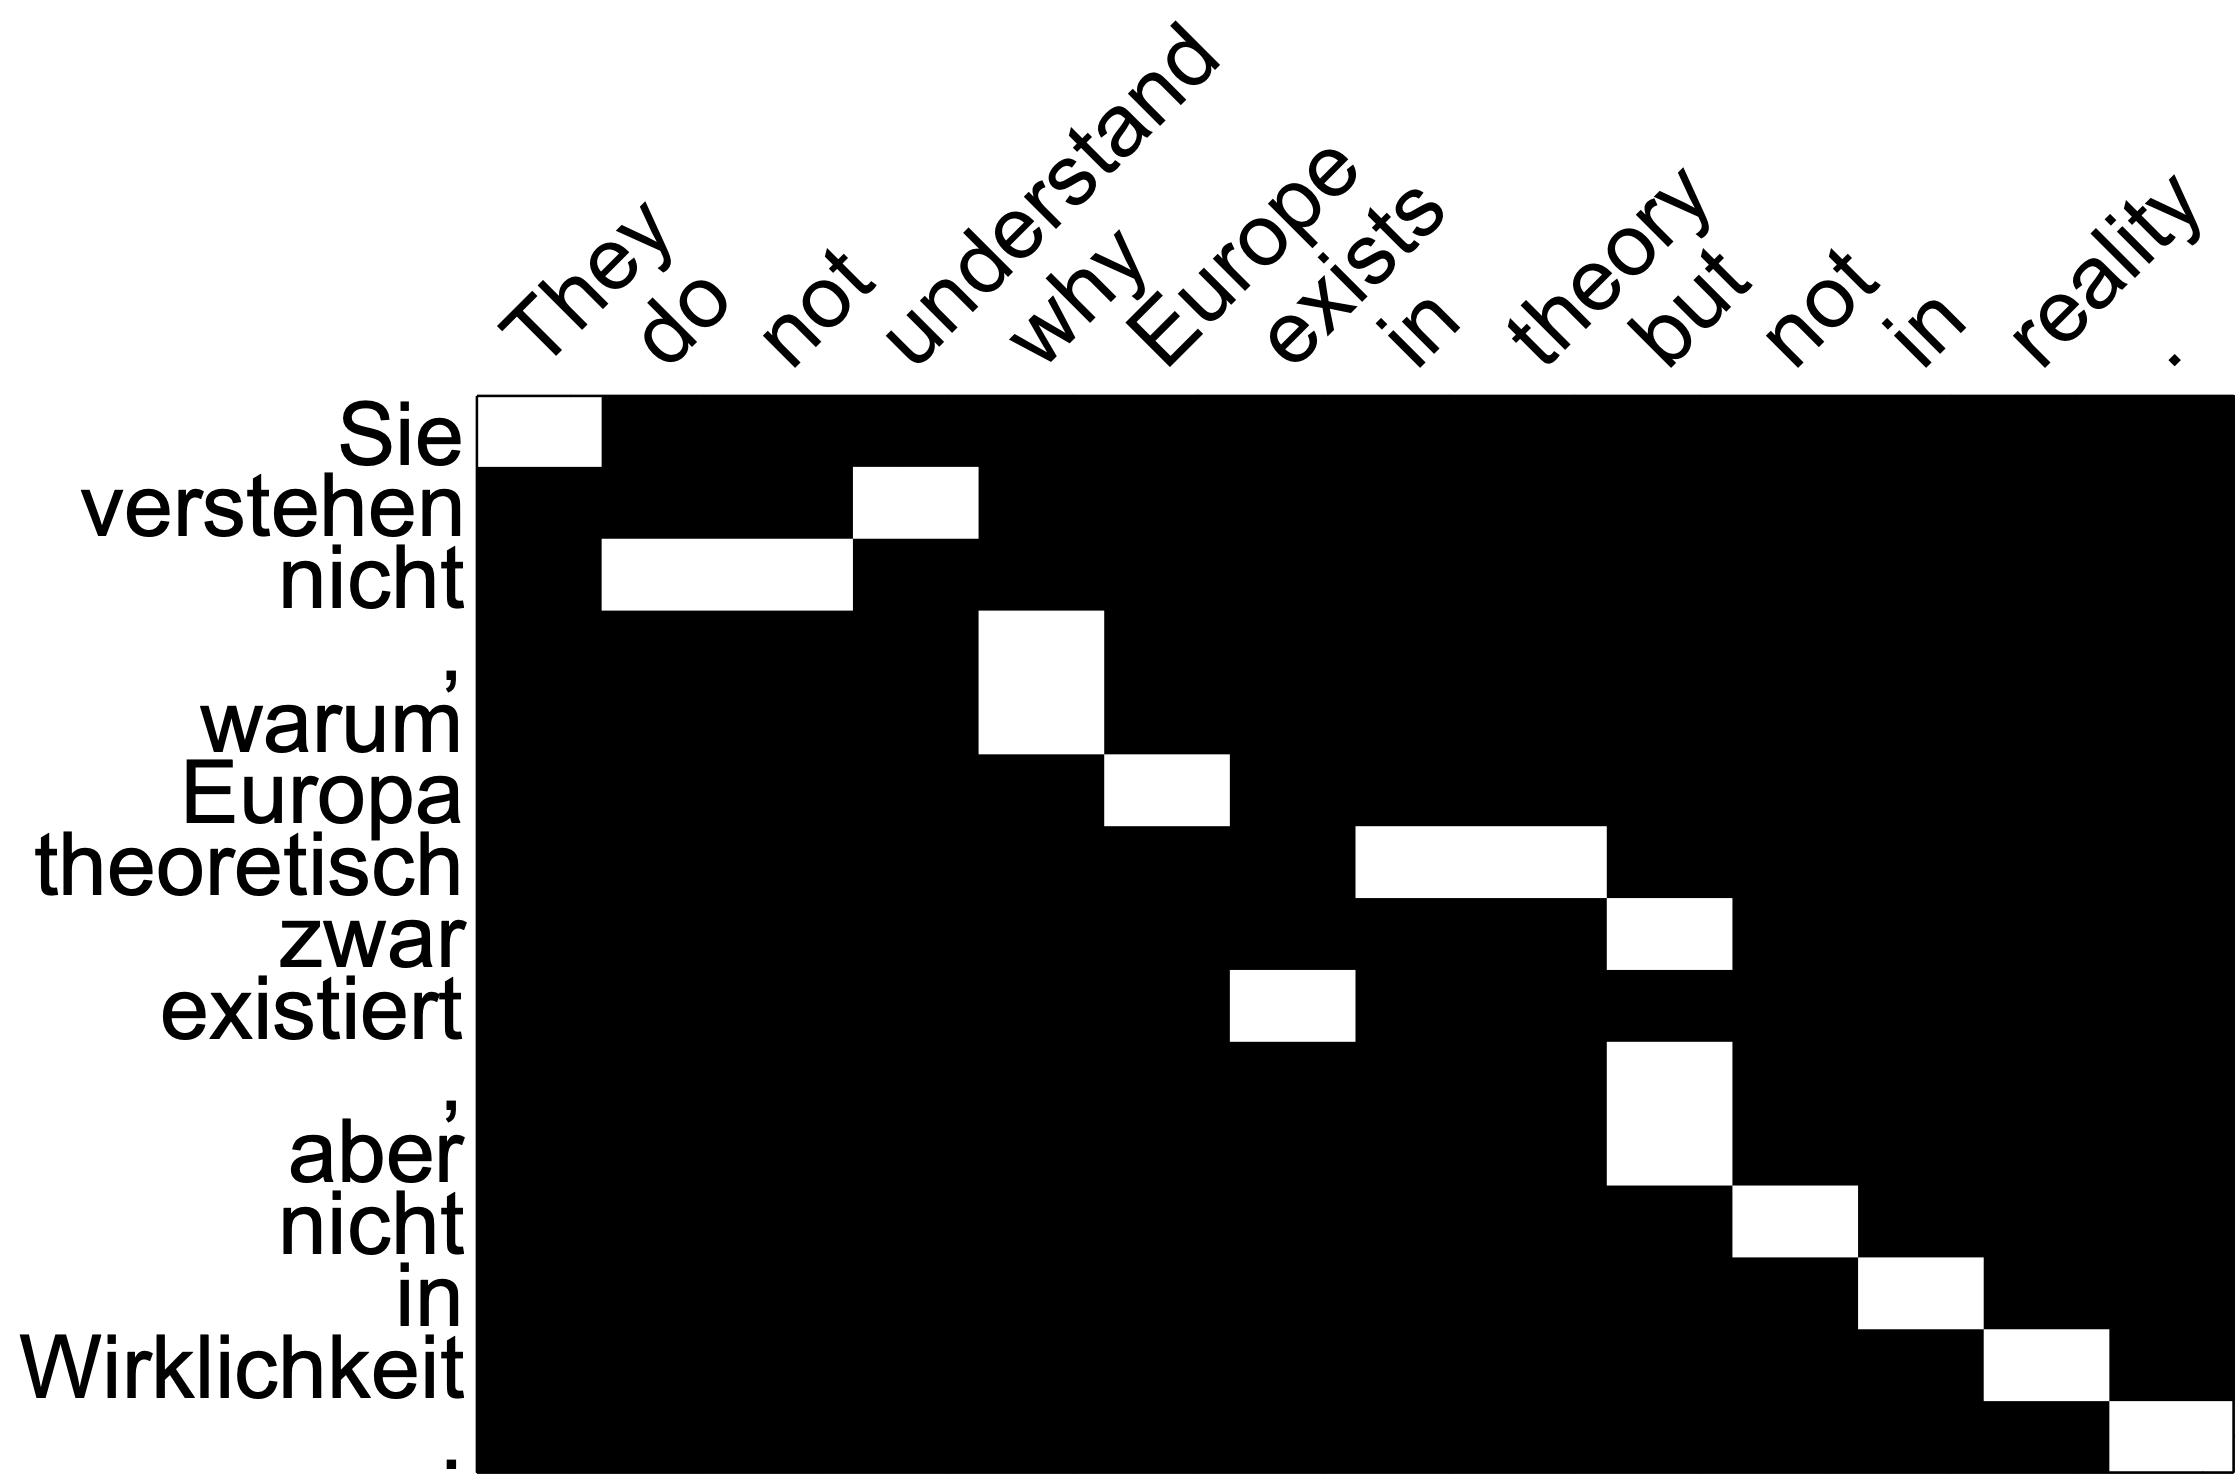 They do not understand why Europe exists in theory but not in reality .
Sie
verstehen
nicht
,
warum
Europa
theoretisch
zwar
existiert
,
aber
nicht
in
Wirklichkeit
.